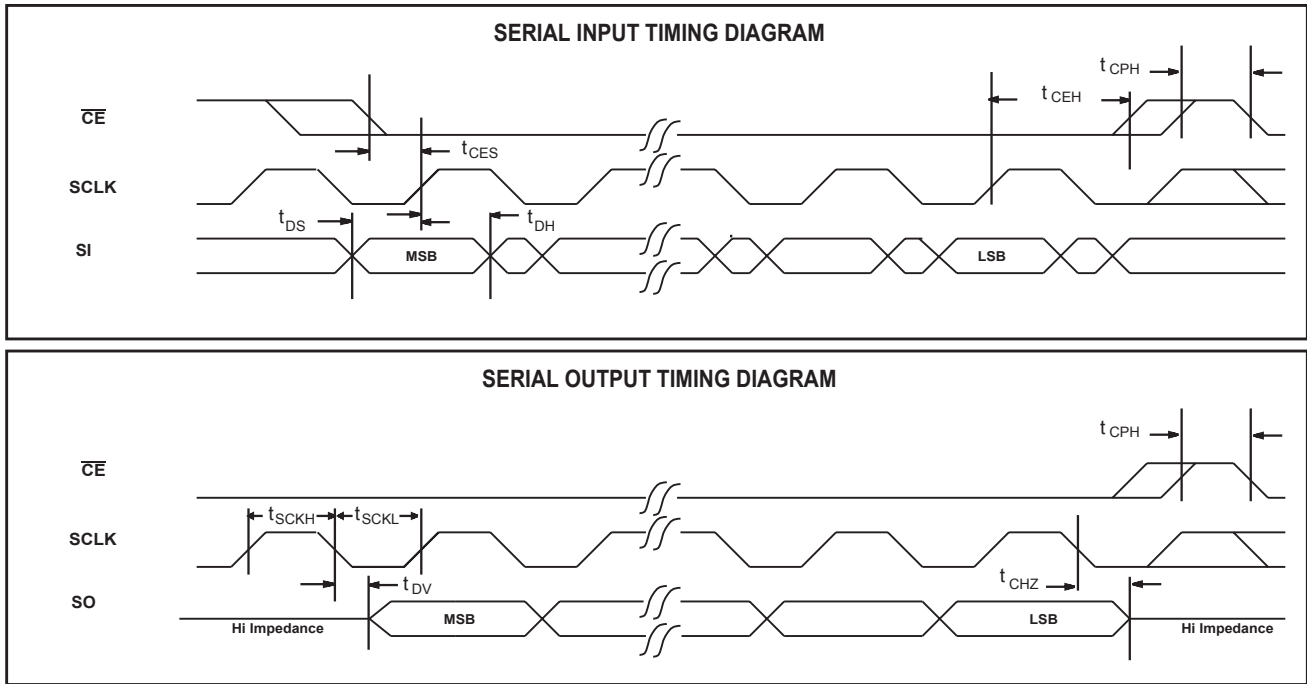 SERIAL INPUT TIMING DIAGRAM
t CPH
t CEH
CE
t CES
SCLK
t DS
t DH
SI
MSB
LSB
SERIAL OUTPUT TIMING DIAGRAM
t CPH
CE
t SCKH
t SCKL
SCLK
t DV
t CHZ
SO
MSB
LSB
Hi Impedance
Hi Impedance